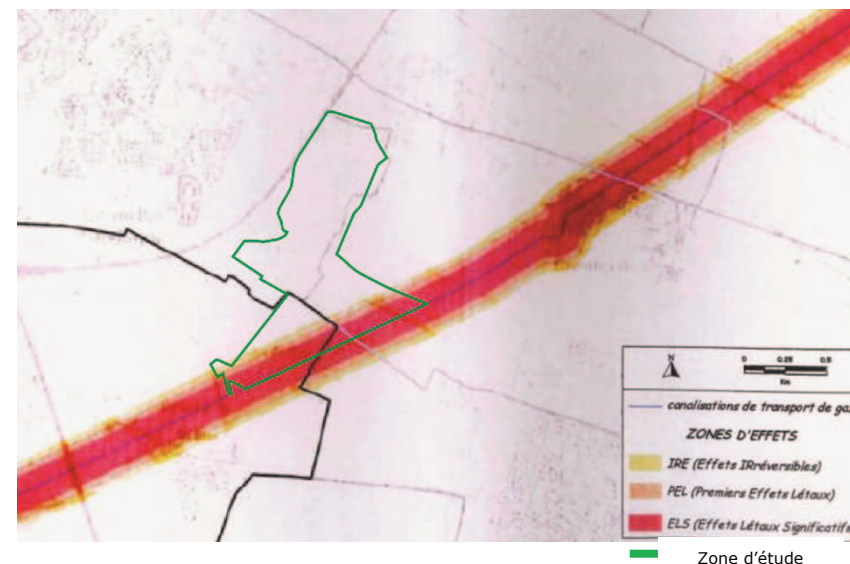 N
0 0.25 0.5
Km
canalisations de transport de ga
ZONES D'EFFETS
IRE (Effets IRréversibles)
PEL (Premiers Effets Létaux)
ELS (Effets Létaux Significatifs
Zone d'étude